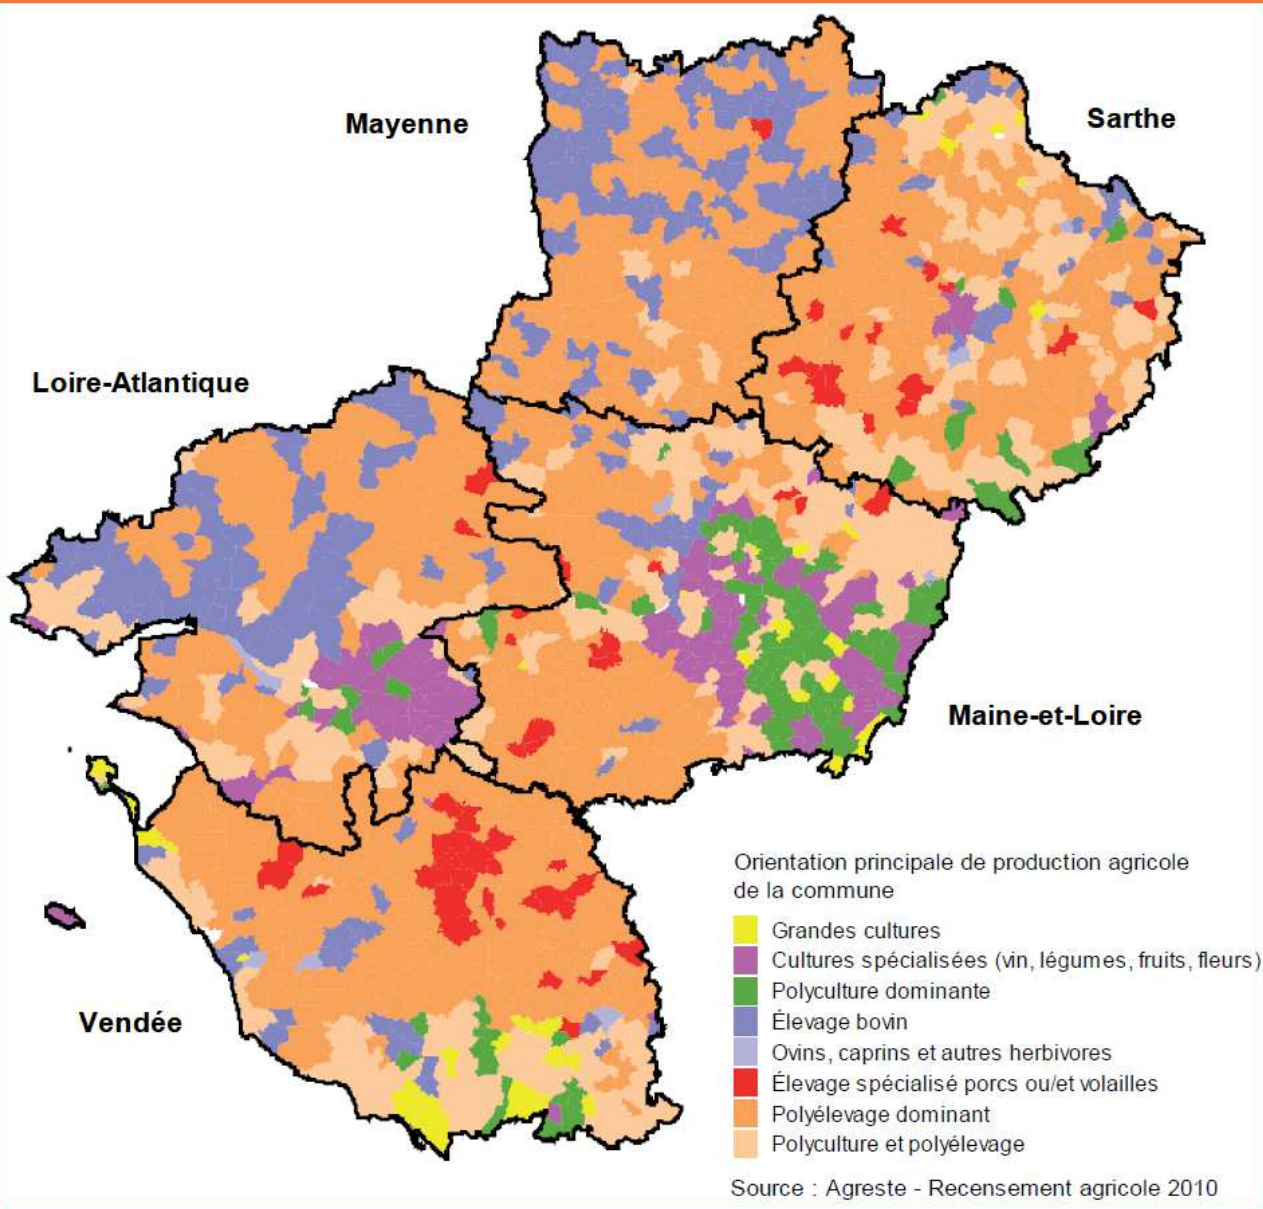 Mayenne
Sarthe
Loire-Atlantique
Maine-et-Loire
Vendée
Orientation principale de production agricole
de la commune
Grandes cultures
Cultures spécialisées (vin, légumes, fruits, fleurs)
Polyculture dominante
Élevage bovin
Ovins, caprins et autres herbivores
Élevage spécialisé porcs ou/et volailles
Polyélevage dominant
Polyculture et polyélevage
Source : Agreste - Recensement agricole 2010